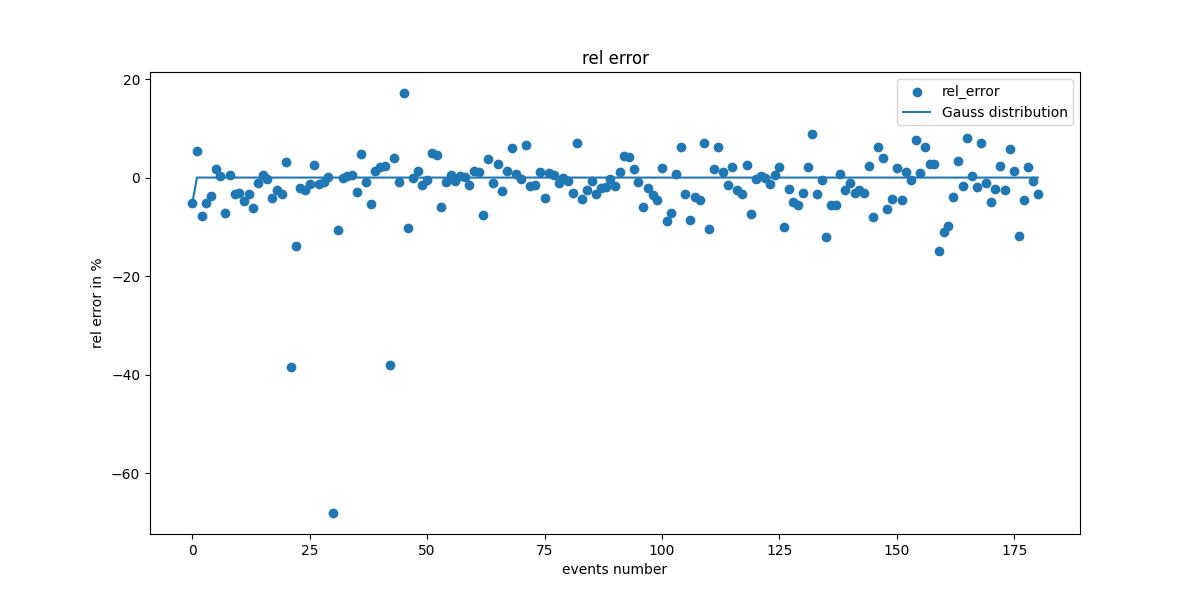 rel error
rel_error
Gauss distribution
20
0
−20
−40
−60
rel error in %
0
25
50
75
100
125
150
175
events number